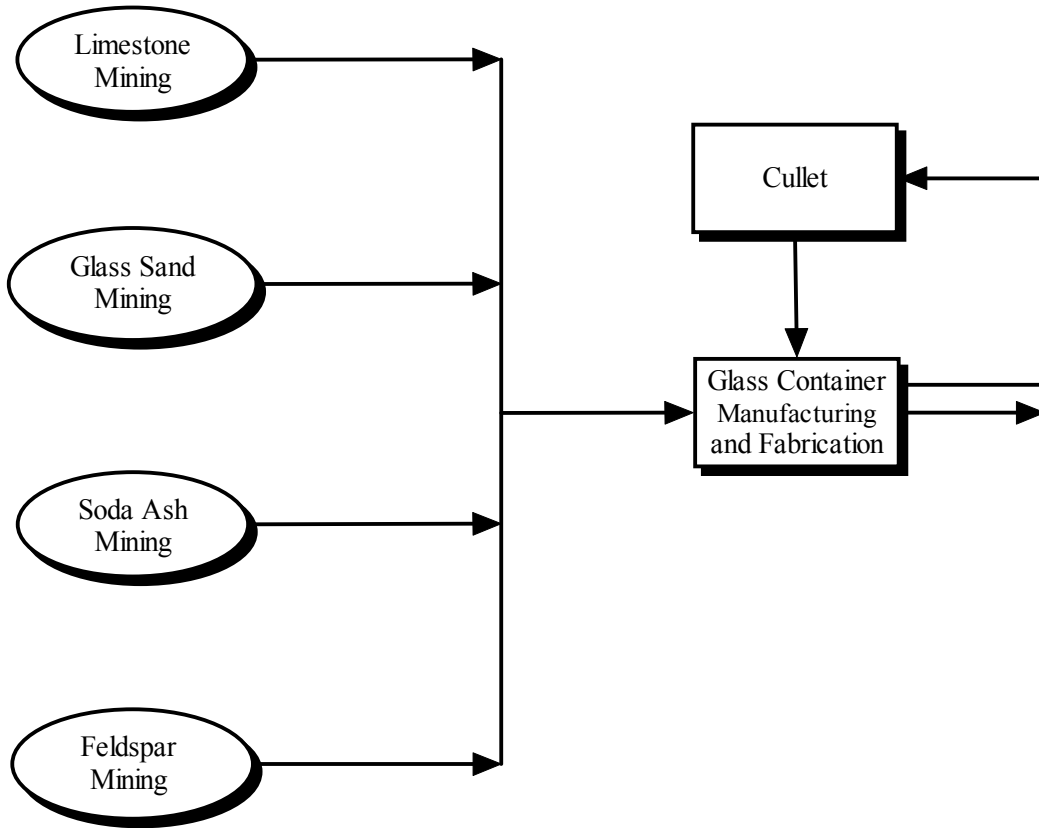 Limestone
Mining
Glass Sand
Mining
Soda Ash
Mining
Feldspar
Mining
Cullet
Glass Container
Manufacturing
and Fabrication